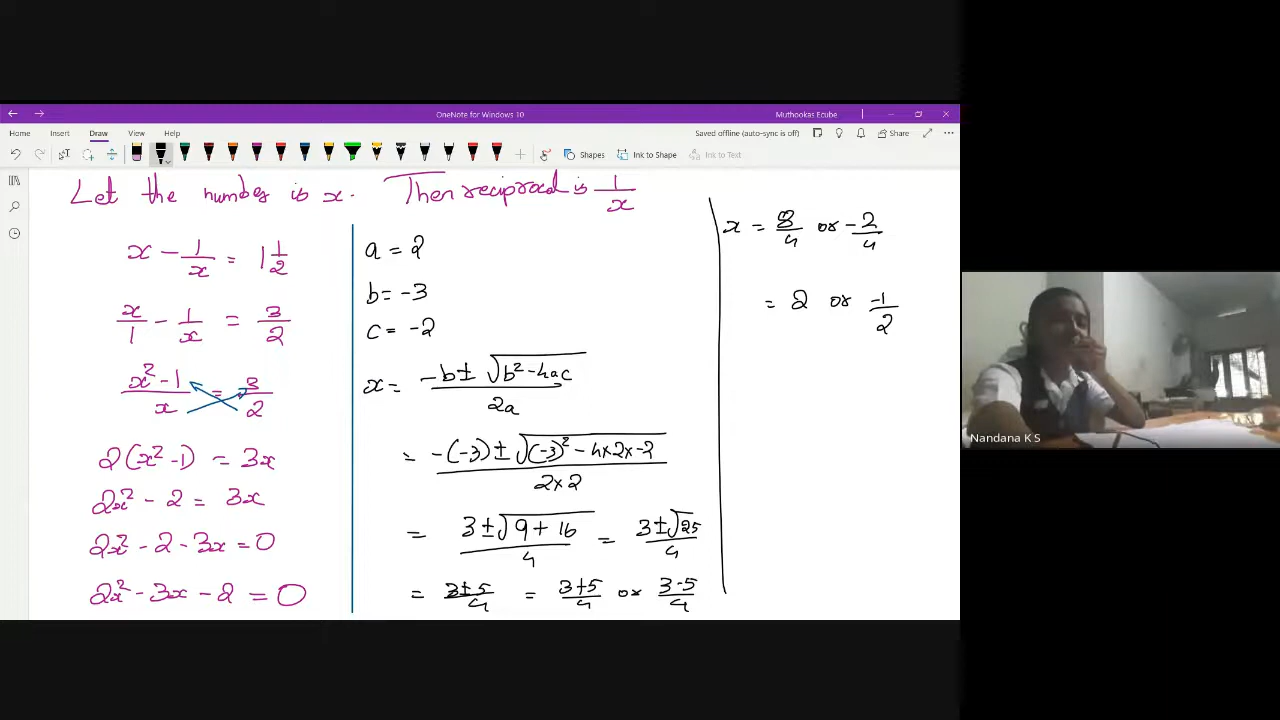 OneNote for Windows 10
Muthookas Ecube
Home Insert Draw View Help
Saved offline (auto-sync is off)
Share
Shapes
Ink to Shape
Ink to Text
Let the number is x. Then reciprocal is 1/x
x - 1/x = 1 1/2
x/1 - 1/x = 3/2
x² - 1/x = 3/2
2(x² - 1) = 3x
2x² - 2 = 3x
2x² - 2 - 3x = 0
2x² - 3x - 2 = 0
a = 2
b = -3
c = -2
x = -b ± √b² - 4ac / 2a
= -(-3) ± √(-3)² - 4x2x-2 / 2x2
= 3 ± √9 + 16 / 4 = 3 ± √25 / 4
= 3±5/4 = 3+5/4 or 3-5/4
x = 8/4 or -2/4
= 2 or -1/2
Nandana K S